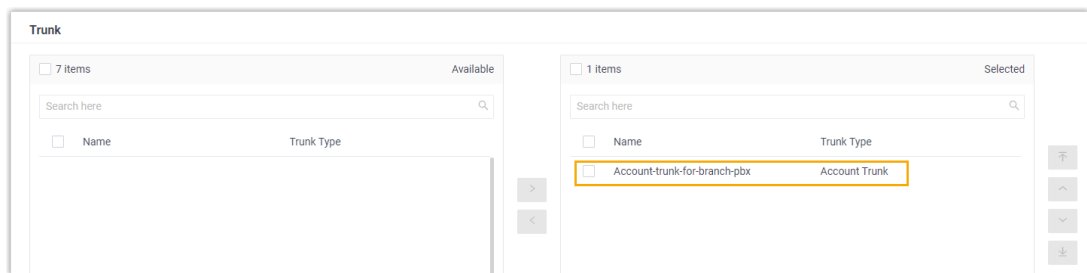 Trunk
7 items Available
1 items Selected
Search here
Search here
Name Trunk Type
Name Trunk Type
Account-trunk-for-branch-pbx Account Trunk